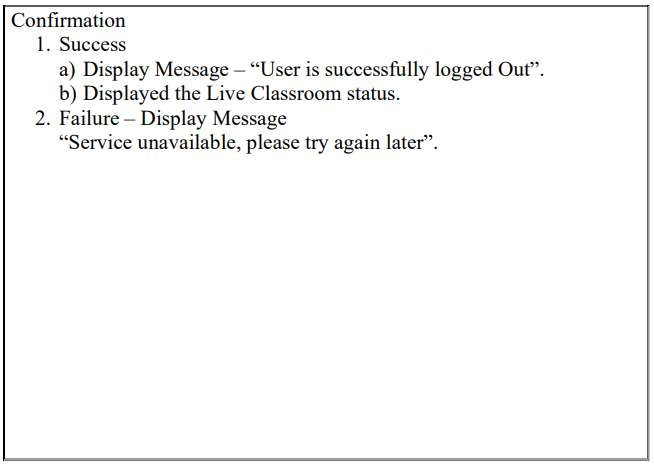 Confirmation
1. Success
a) Display Message – “User is successfully logged Out”.
b) Displayed the Live Classroom status.
2. Failure – Display Message
“Service unavailable, please try again later”.